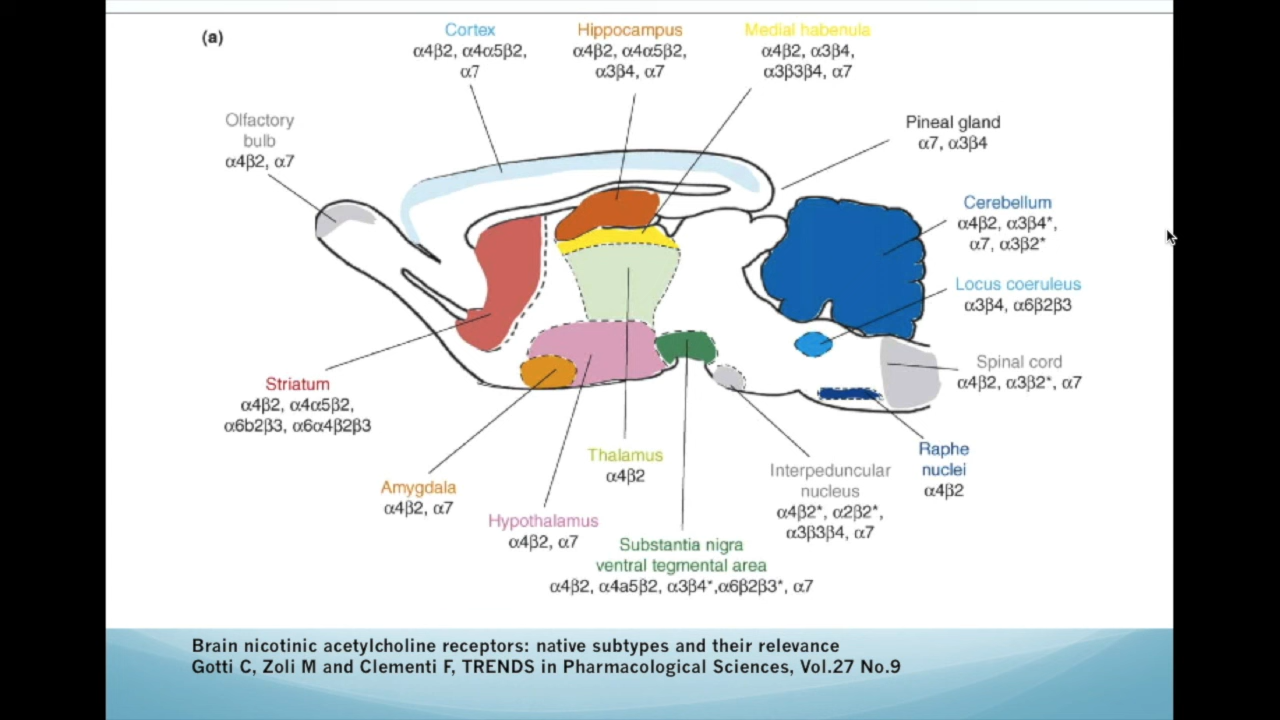 (a)
Cortex
α4β2, α4α5β2,
α7
Hippocampus
α4β2, α4α5β2,
α3β4, α7
Medial habenula
α4β2, α3β4,
α3β3β4, α7
Olfactory
bulb
α4β2, α7
Pineal gland
α7, α3β4
Cerebellum
α4β2, α3β4*,
α7, α3β2*
Locus coeruleus
α3β4, α6β2β3
Spinal cord
α4β2, α3β2*, α7
Striatum
α4β2, α4α5β2,
α6b2β3, α6α4β2β3
Amygdala
α4β2, α7
Hypothalamus
α4β2, α7
Thalamus
α4β2
Substantia nigra
ventral tegmental area
α4β2, α4a5β2, α3β4*,α6β2β3*, α7
Interpeduncular
nucleus
α4β2*, α2β2*,
α3β3β4, α7
Raphe
nuclei
α4β2
Brain nicotinic acetylcholine receptors: native subtypes and their relevance
Gotti C, Zoli M and Clementi F, TRENDS in Pharmacological Sciences, Vol.27 No.9